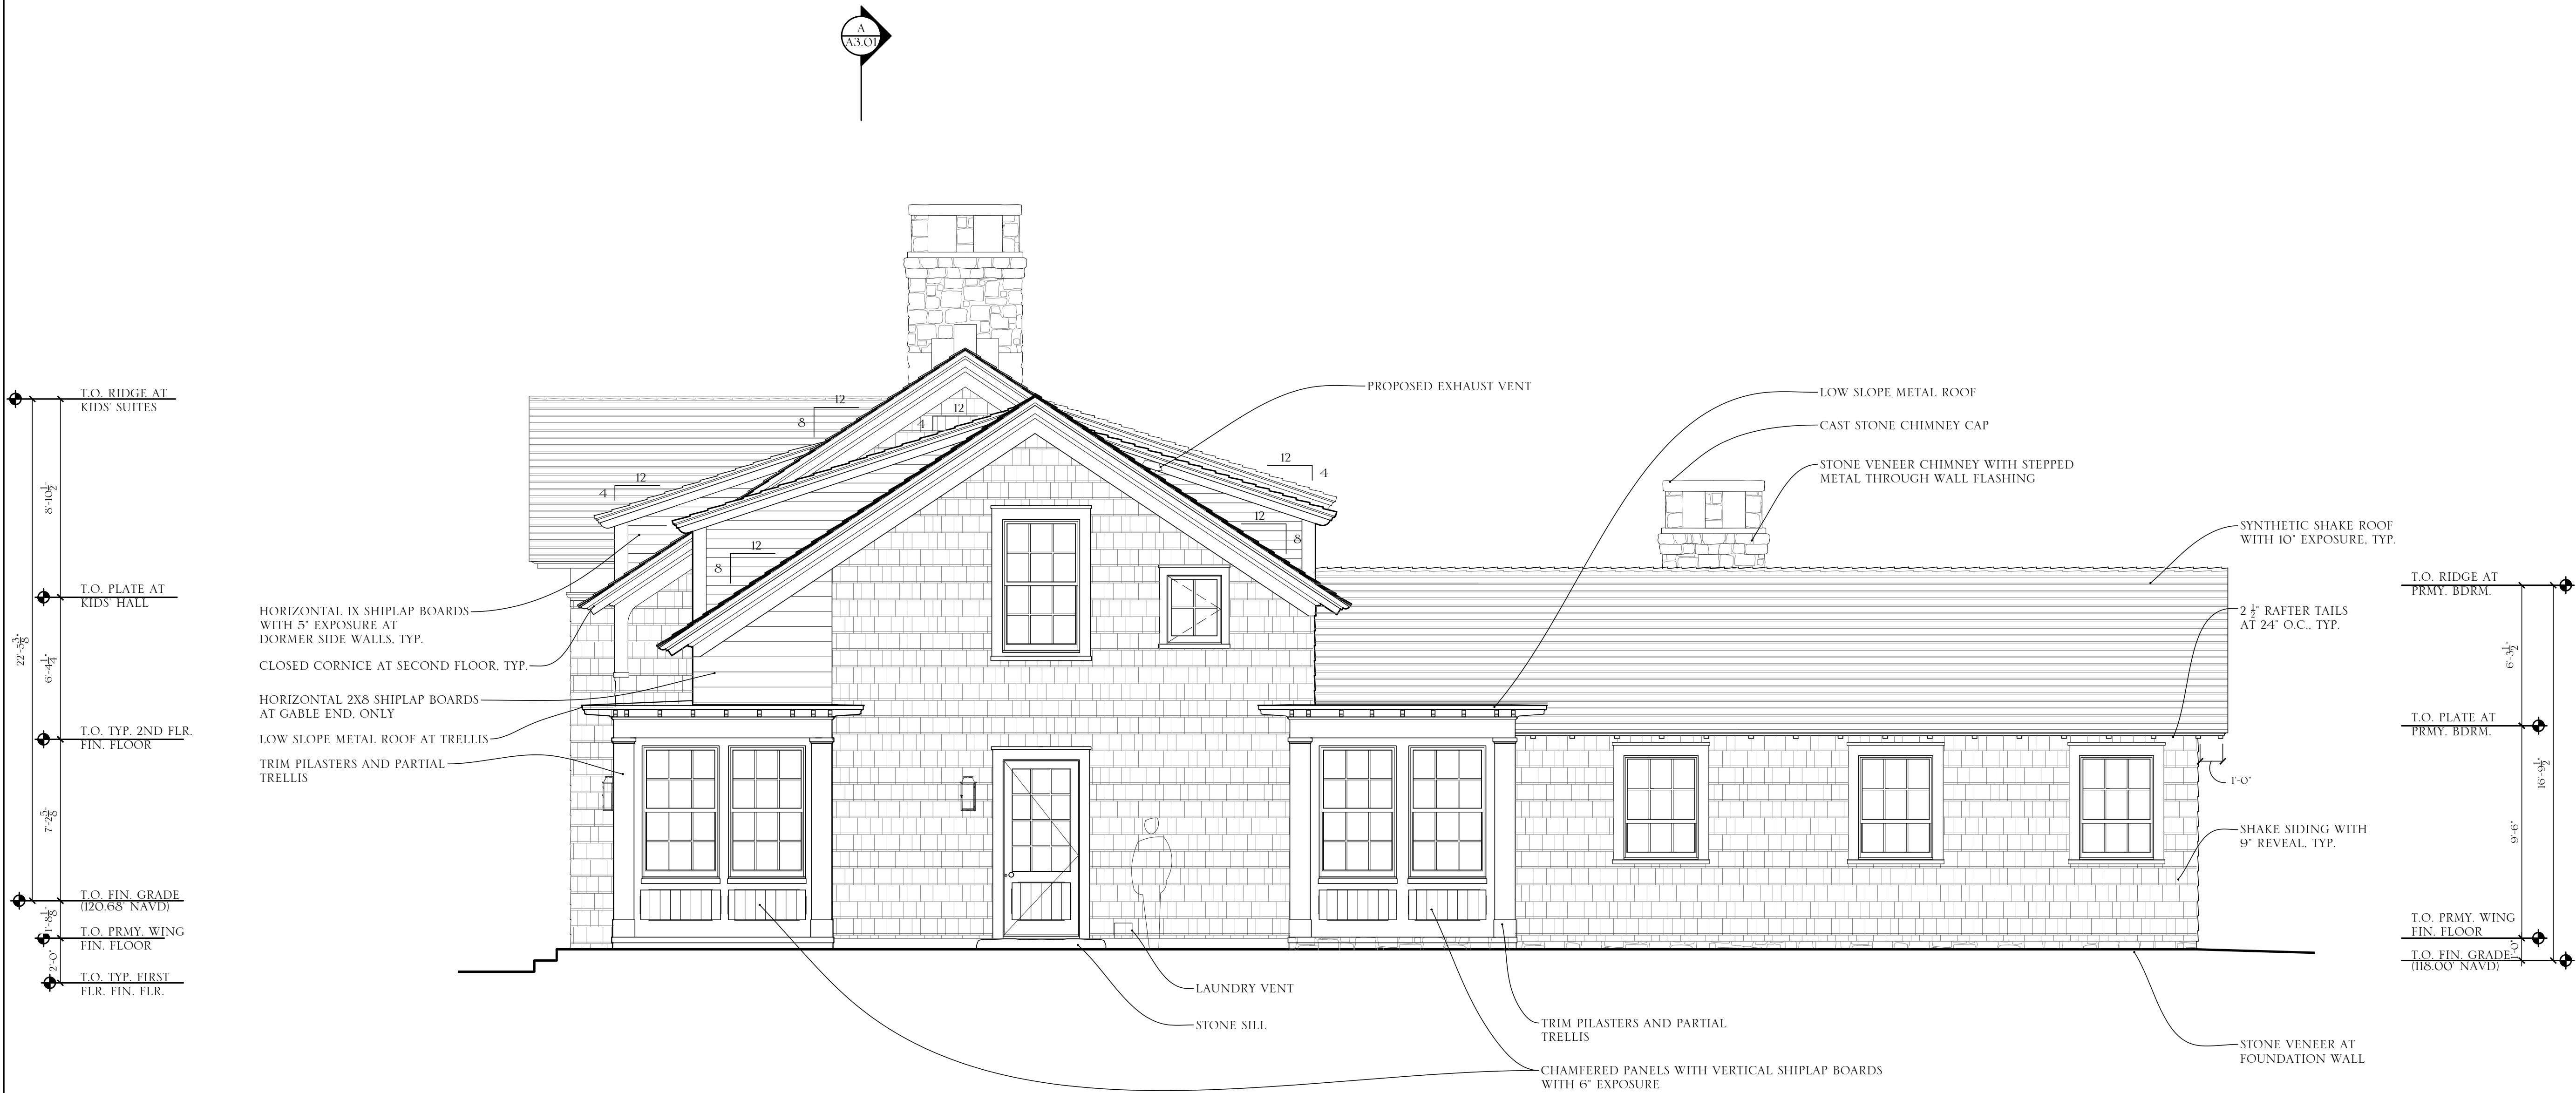 A
A3.01
T.O. RIDGE AT
KIDS' SUITES
T.O. PLATE AT
KIDS' HALL
T.O. TYP. 2ND FLR.
FIN. FLOOR
T.O. FIN. GRADE
(120.68' NAVD)
T.O. PRMY. WING
FIN. FLOOR
T.O. TYP. FIRST
FLR. FIN. FLR.
22'-5 3/8"
8'-10 1/2"
6'-4 1/4"
7'-2 5/8"
1'-8 1/8"
2'-0"
HORIZONTAL 1X SHIPLAP BOARDS
WITH 5" EXPOSURE AT
DORMER SIDE WALLS, TYP.
CLOSED CORNICE AT SECOND FLOOR, TYP.
HORIZONTAL 2X8 SHIPLAP BOARDS
AT GABLE END, ONLY
LOW SLOPE METAL ROOF AT TRELLIS
TRIM PILASTERS AND PARTIAL
TRELLIS
12
8
12
4
12
4
12
8
12
4
12
8
PROPOSED EXHAUST VENT
LOW SLOPE METAL ROOF
CAST STONE CHIMNEY CAP
STONE VENEER CHIMNEY WITH STEPPED
METAL THROUGH WALL FLASHING
SYNTHETIC SHAKE ROOF
WITH 10" EXPOSURE, TYP.
2 1/2" RAFTER TAILS
AT 24" O.C., TYP.
1'-0"
SHAKE SIDING WITH
9" REVEAL, TYP.
LAUNDRY VENT
STONE SILL
TRIM PILASTERS AND PARTIAL
TRELLIS
CHAMFERED PANELS WITH VERTICAL SHIPLAP BOARDS
WITH 6" EXPOSURE
STONE VENEER AT
FOUNDATION WALL
T.O. RIDGE AT
PRMY. BDRM.
T.O. PLATE AT
PRMY. BDRM.
T.O. PRMY. WING
FIN. FLOOR
T.O. FIN. GRADE
(118.00' NAVD)
6'-3 1/2"
9'-6"
1'-0"
16'-9 1/2"